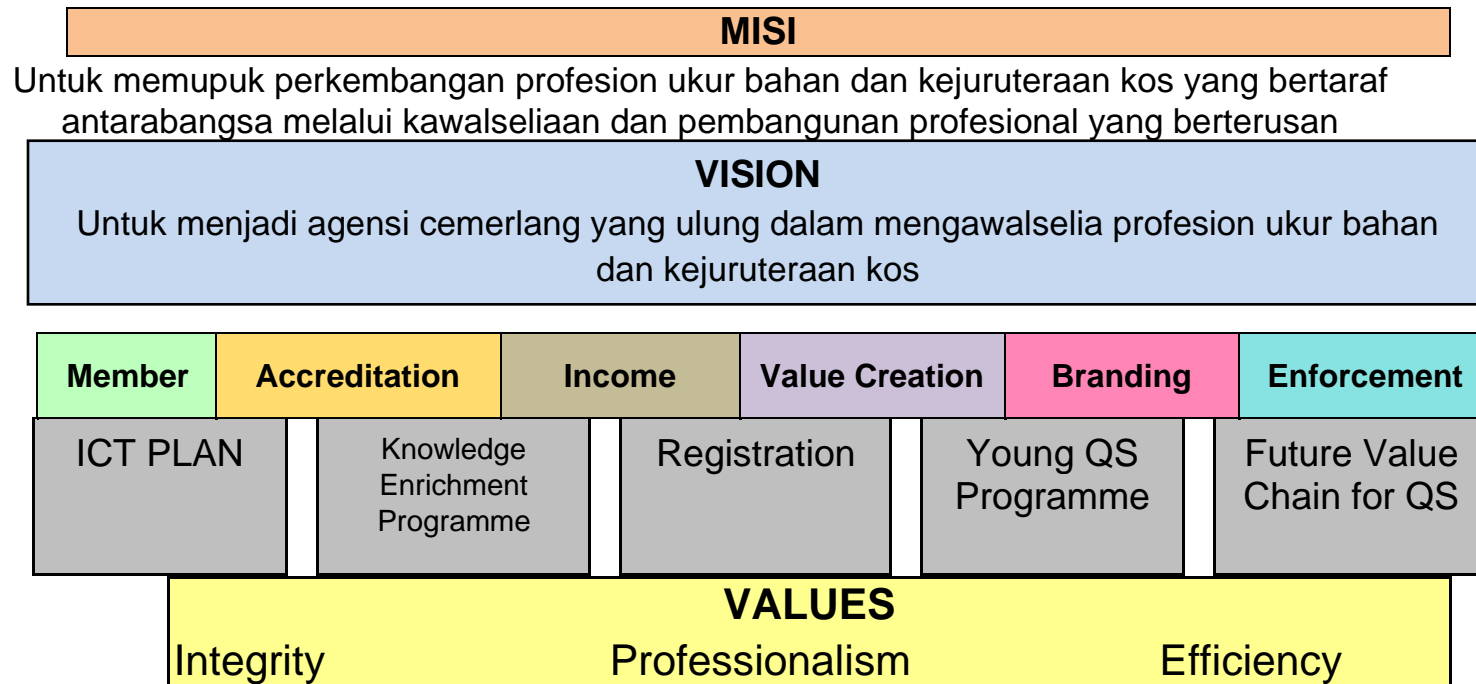 MISI
Untuk memupuk perkembangan profesion ukur bahan dan kejuruteraan kos yang bertaraf
antarabangsa melalui kawalseliaan dan pembangunan profesional yang berterusan
VISION
Untuk menjadi agensi cemerlang yang ulung dalam mengawalselia profesion ukur bahan
dan kejuruteraan kos
Member Accreditation Income Value Creation Branding Enforcement
ICT PLAN
Knowledge
Enrichment
Programme
Registration
Young QS
Programme
Future Value
Chain for QS
VALUES
Integrity Professionalism Efficiency